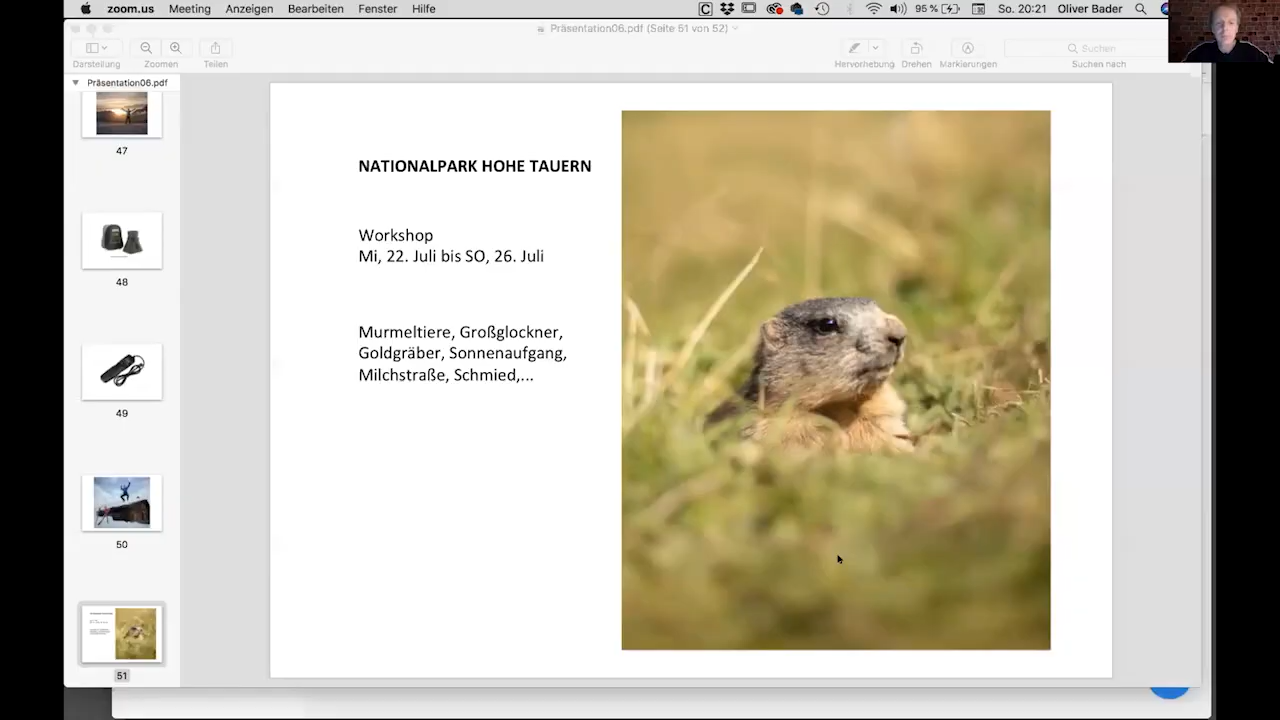 zoom.us Meeting Anzeigen Bearbeiten Fenster Hilfe
95 % So. 20:21 Oliver Bader
Präsentation06.pdf (Seite 51 von 52)
Darstellung Zoomen Teilen Hervorhebung Drehen Markierungen Suchen nach
Suchen
Präsentation06.pdf
47
48
49
50
51
NATIONALPARK HOHE TAUERN
Workshop
Mi, 22. Juli bis SO, 26. Juli
Murmeltiere, Großglockner,
Goldgräber, Sonnenaufgang,
Milchstraße, Schmied,...